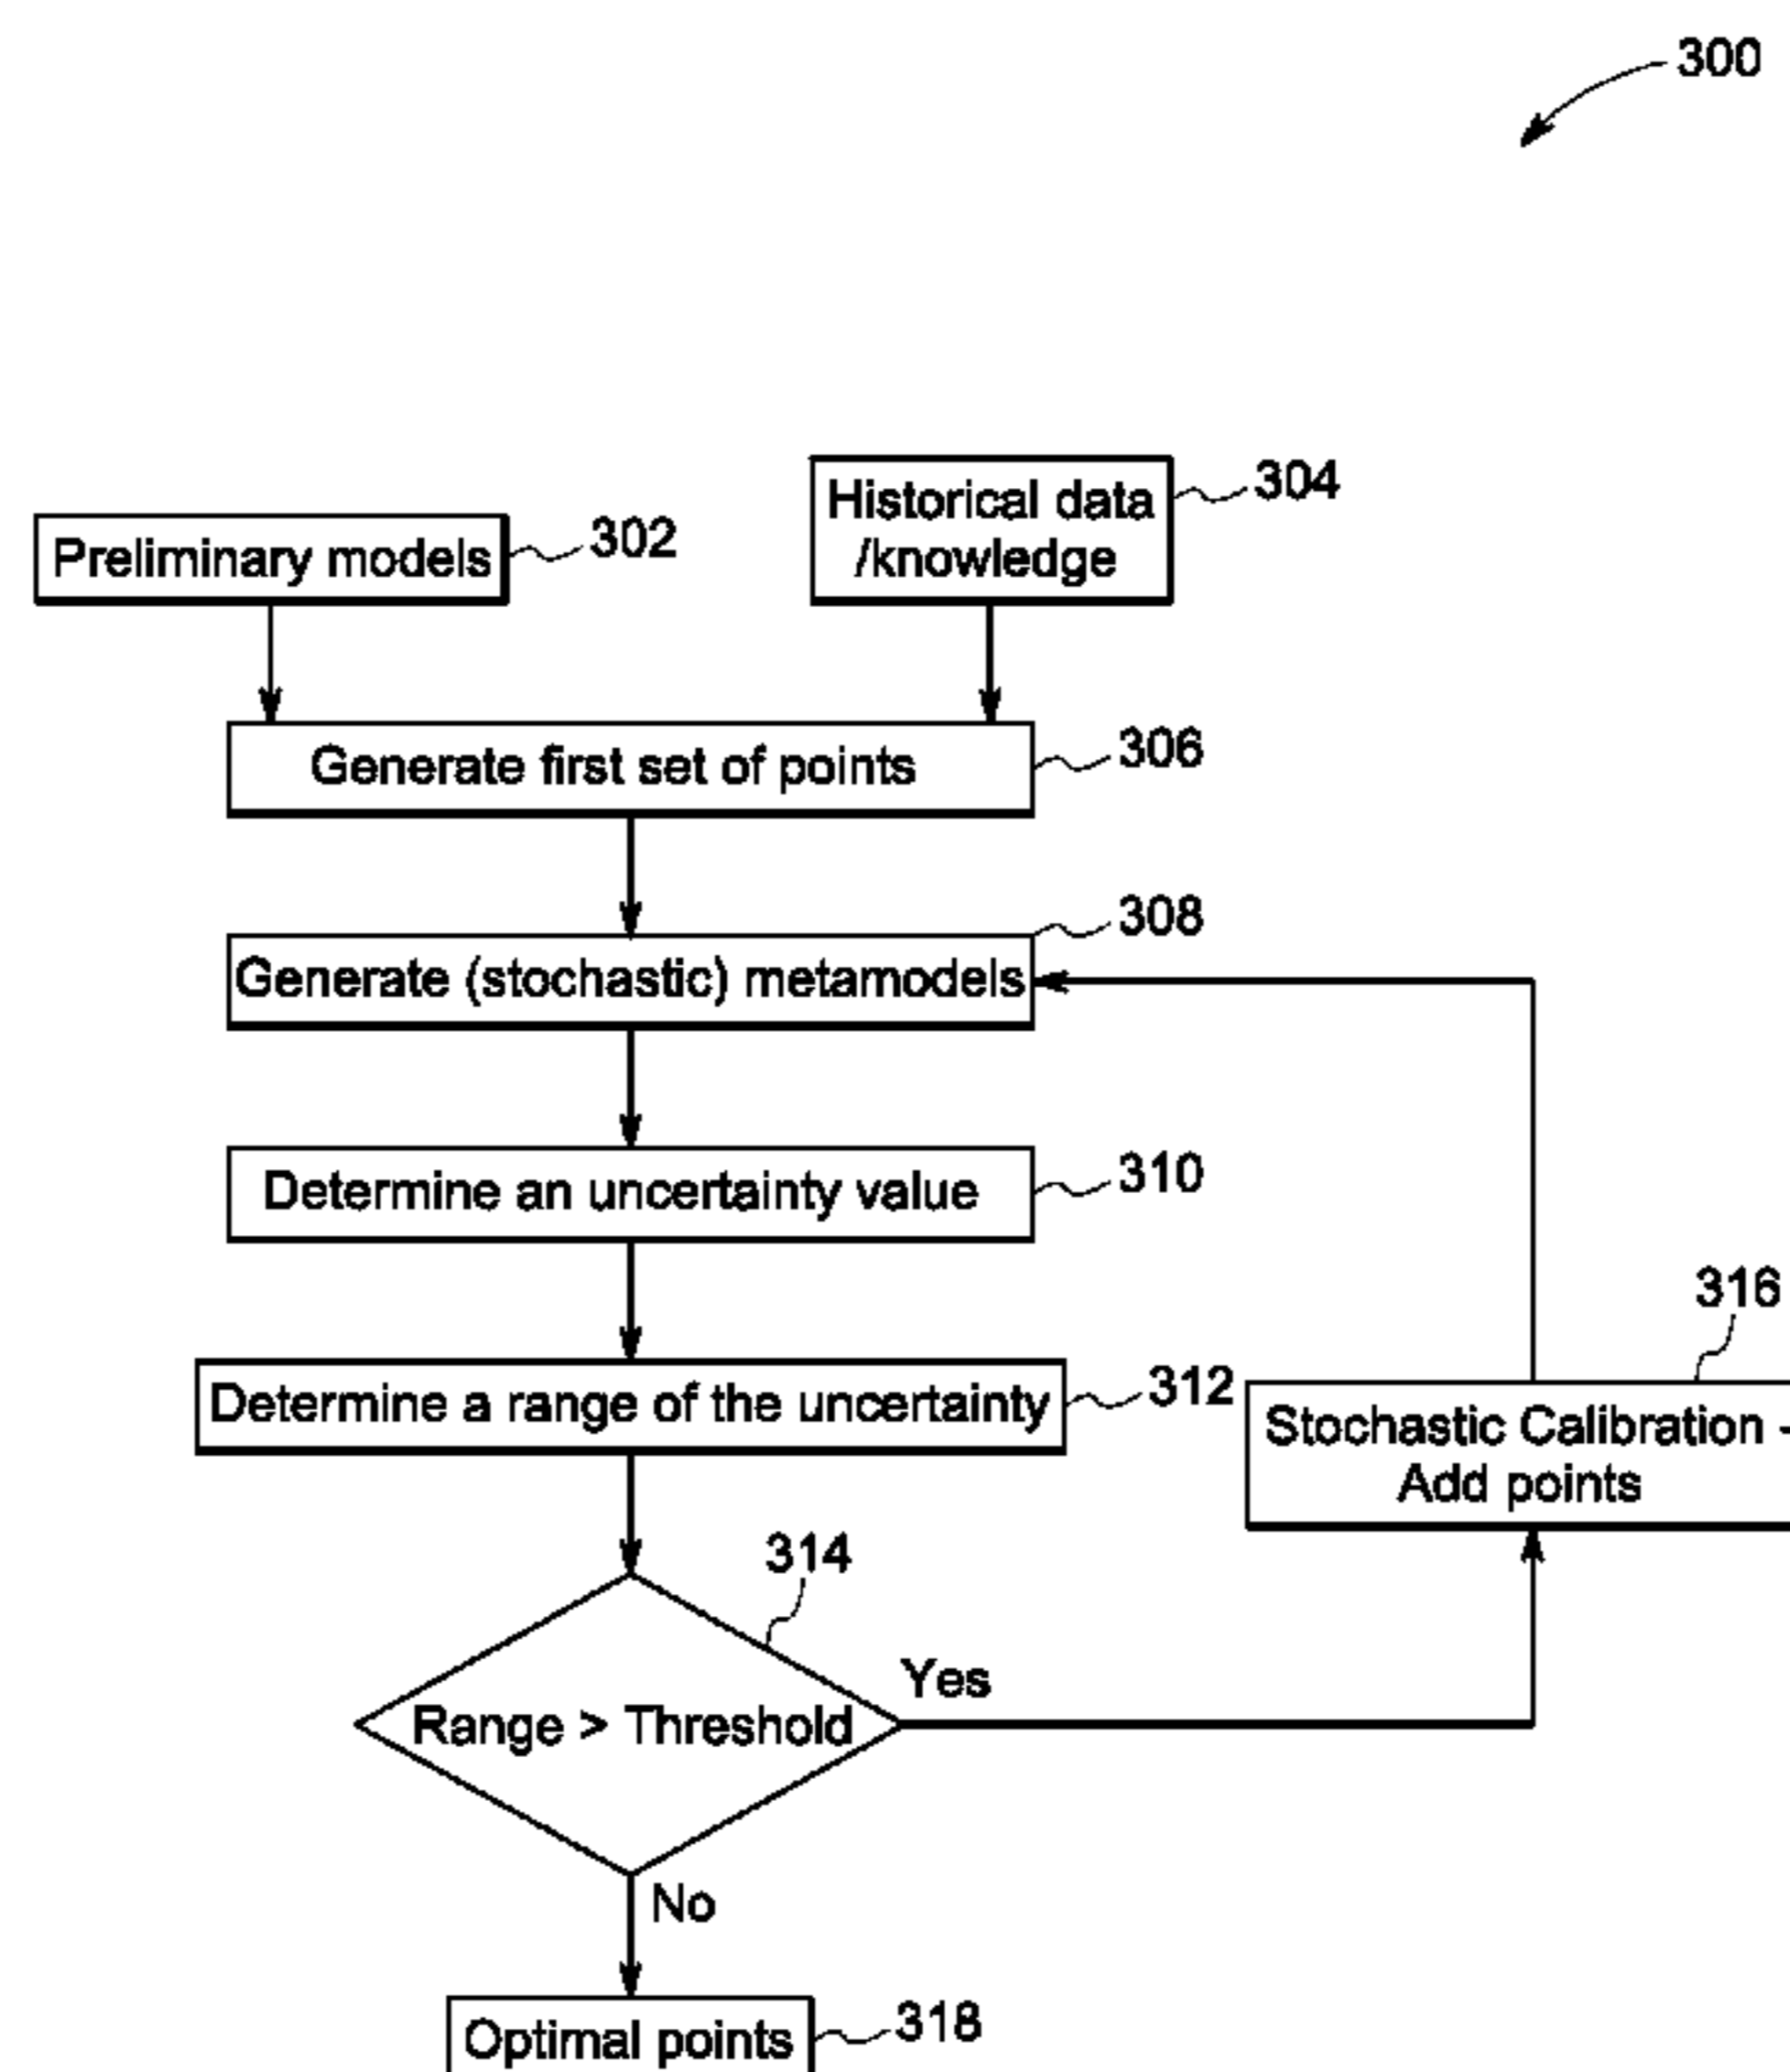 300
Historical data
/knowledge
304
Preliminary models
302
Generate first set of points
306
Generate (stochastic) metamodels
308
Determine an uncertainty value
310
Determine a range of the uncertainty
312
316
Stochastic Calibration -
Add points
314
Range > Threshold
Yes
No
Optimal points
318